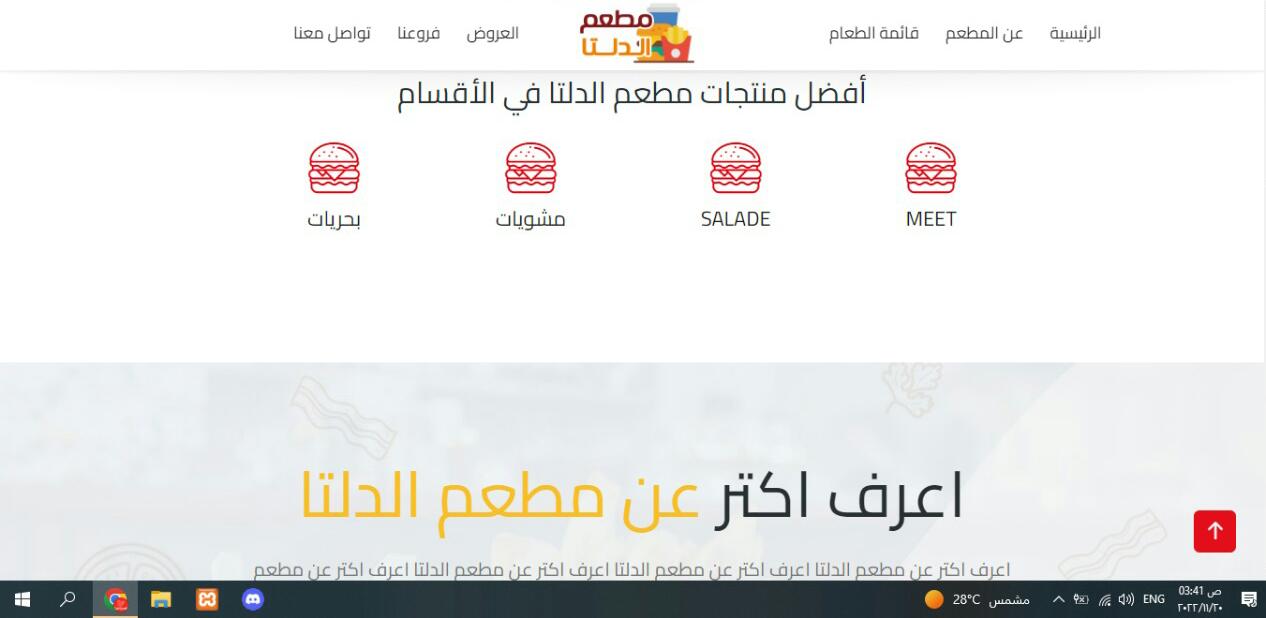 الرئيسية عن المطعم قائمة الطعام مطعم الدلتا العروض فروعنا تواصل معنا
أفضل منتجات مطعم الدلتا في الأقسام
MEET SALADE مشويات بحريات
اعرف اكتر عن مطعم الدلتا
اعرف اكتر عن مطعم الدلتا اعرف اكتر عن مطعم الدلتا اعرف اكتر عن مطعم الدلتا اعرف اكتر عن مطعم
28°C مشمس ENG 03:41 ص
٢٠٢٢/١١/٢٠